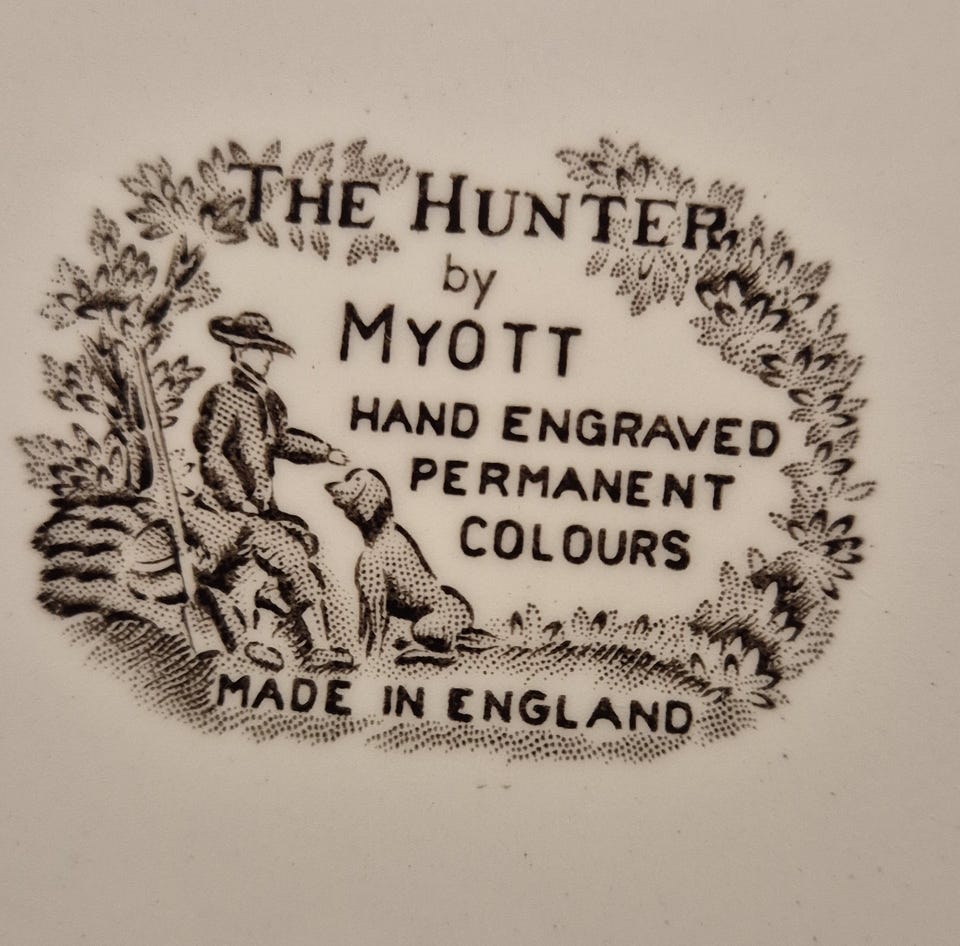 THE HUNTER
by
MYOTT
HAND ENGRAVED
PERMANENT
COLOURS
MADE IN ENGLAND